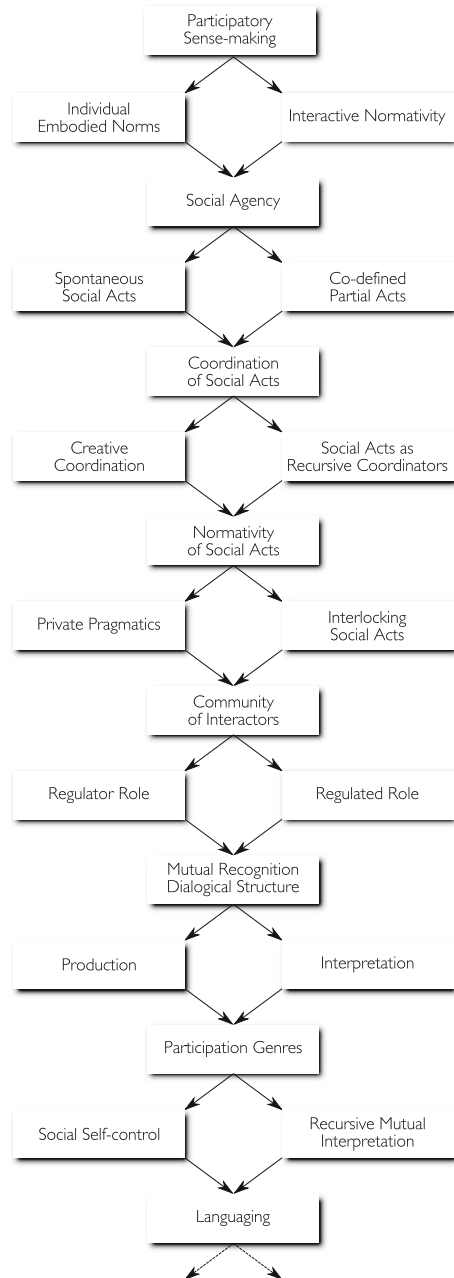 Participatory
Sense-making
Individual
Embodied Norms
Interactive Normativity
Social Agency
Spontaneous
Social Acts
Co-defined
Partial Acts
Coordination
of Social Acts
Creative
Coordination
Social Acts as
Recursive Coordinators
Normativity
of Social Acts
Private Pragmatics
Interlocking
Social Acts
Community
of Interactors
Regulator Role
Regulated Role
Mutual Recognition
Dialogical Structure
Production
Interpretation
Participation Genres
Social Self-control
Recursive Mutual
Interpretation
Languaging